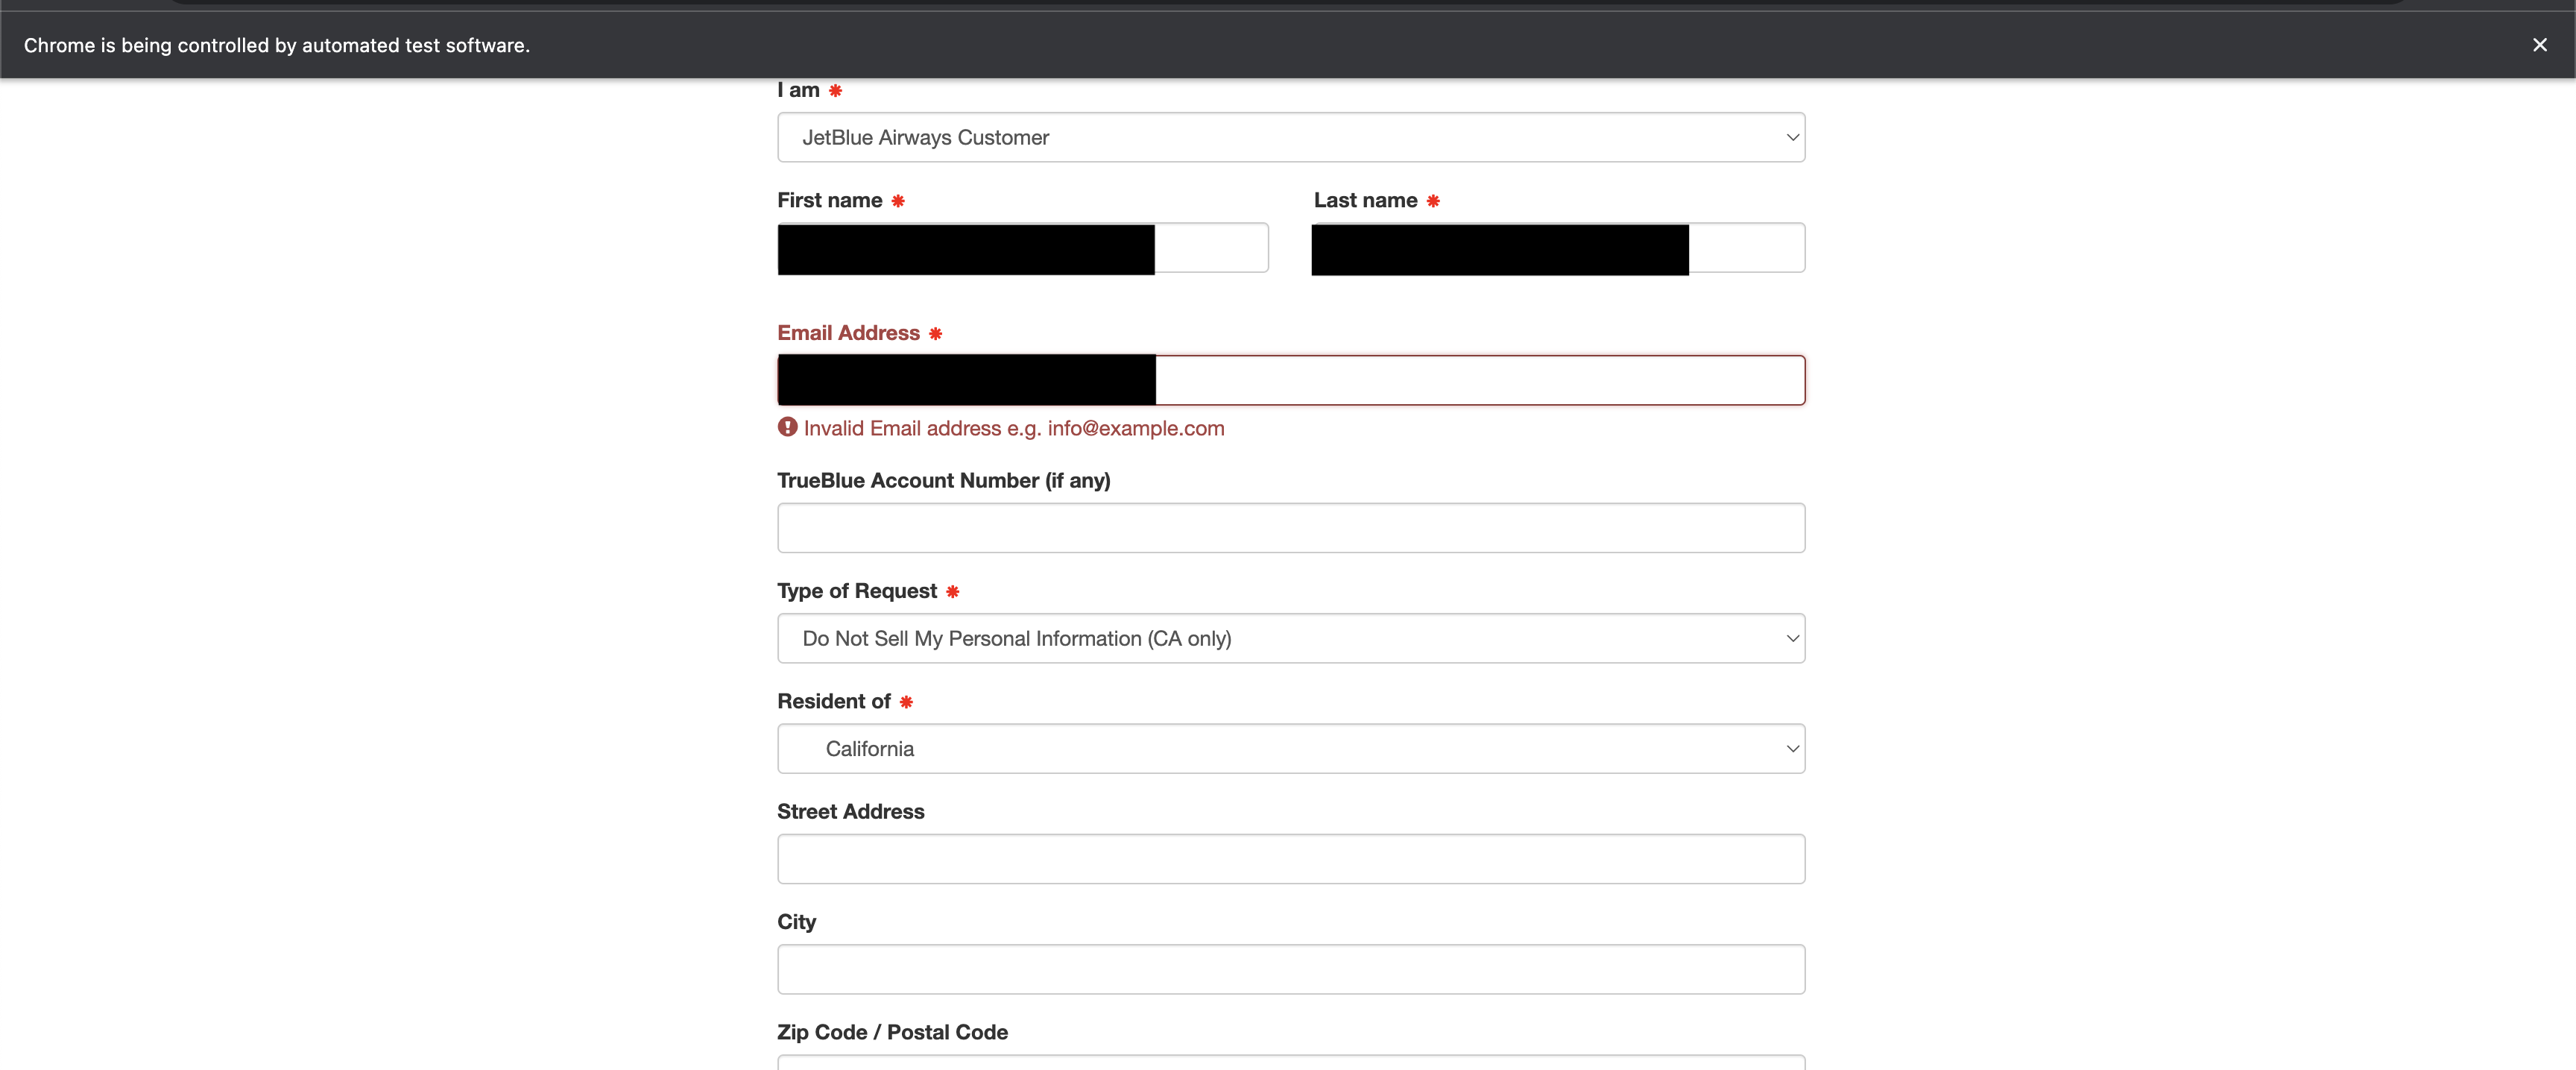 Chrome is being controlled by automated test software.
I am *
JetBlue Airways Customer
First name *
Last name *
Email Address *
Invalid Email address e.g. info@example.com
TrueBlue Account Number (if any)
Type of Request *
Do Not Sell My Personal Information (CA only)
Resident of *
California
Street Address
City
Zip Code / Postal Code